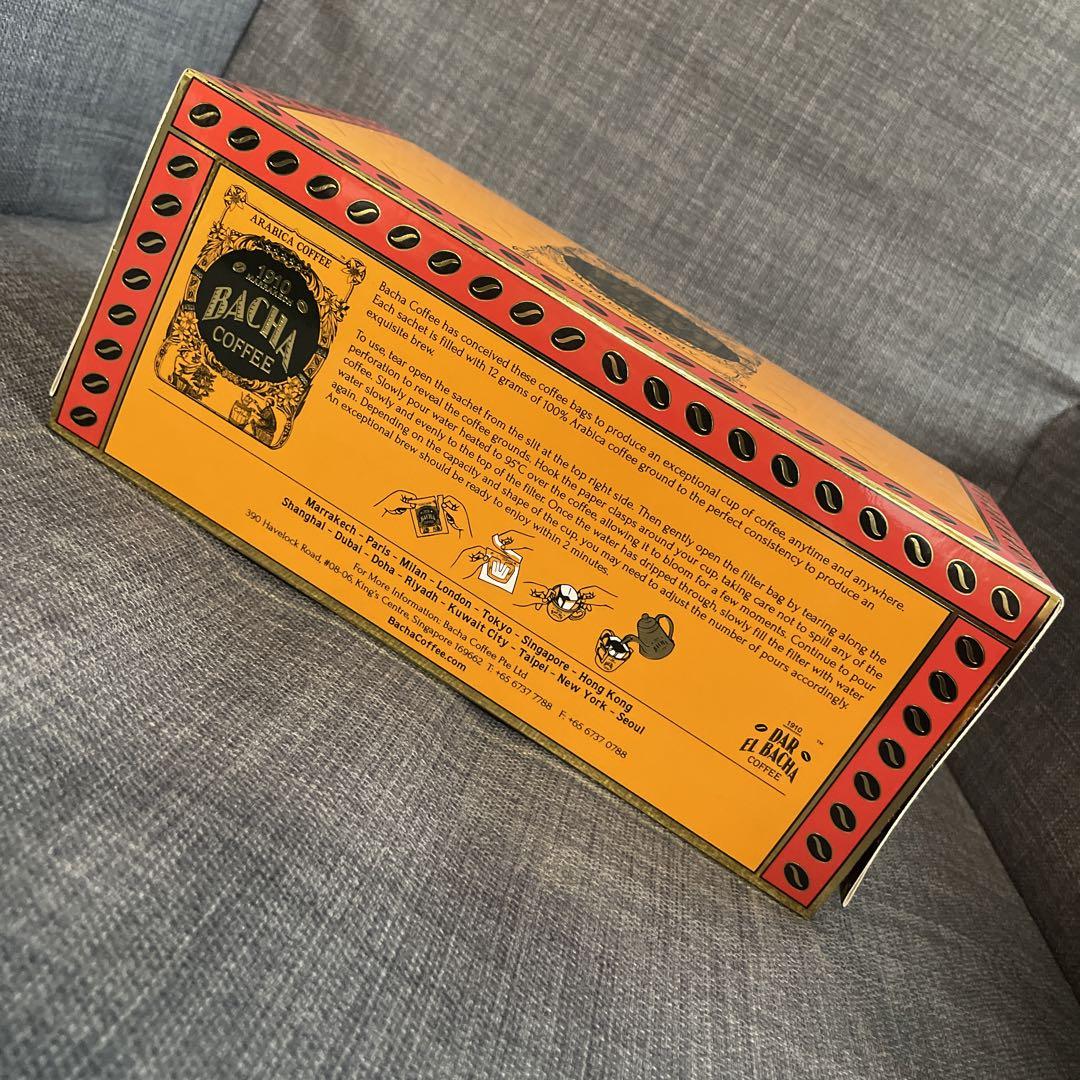 ARABICA COFFEE
1910
MARRAKECH
BACHA
COFFEE
Bacha Coffee has conceived these coffee bags to produce an exceptional cup of coffee, anytime and anywhere.
Each sachet is filled with 12 grams of 100% Arabica coffee ground to the perfect consistency to produce an
exquisite brew.
To use, tear open the sachet from the slit at the top right side. Then gently open the filter bag by tearing along the
perforation to reveal the coffee grounds. Hook the paper clasps around your cup, taking care not to spill any of the
coffee. Slowly pour water heated to 95°C over the coffee, allowing it to bloom for a few moments. Continue to pour
water slowly and evenly to the top of the filter. Once the water has dripped through, slowly fill the filter with water
again. Depending on the capacity and shape of the cup, you may need to adjust the number of pours accordingly.
An exceptional brew should be ready to enjoy within 2 minutes.
Marrakech - Paris - Milan - London - Tokyo - Singapore - Hong Kong
Shanghai - Dubai - Doha - Riyadh - Kuwait City - Taipei - New York - Seoul
For More Information: Bacha Coffee Pte Ltd
390 Havelock Road, #08-06, King's Centre, Singapore 169662 T: +65 6737 7788 F: +65 6737 0788
BachaCoffee.com
1910
DAR
EL BACHA
COFFEE
™